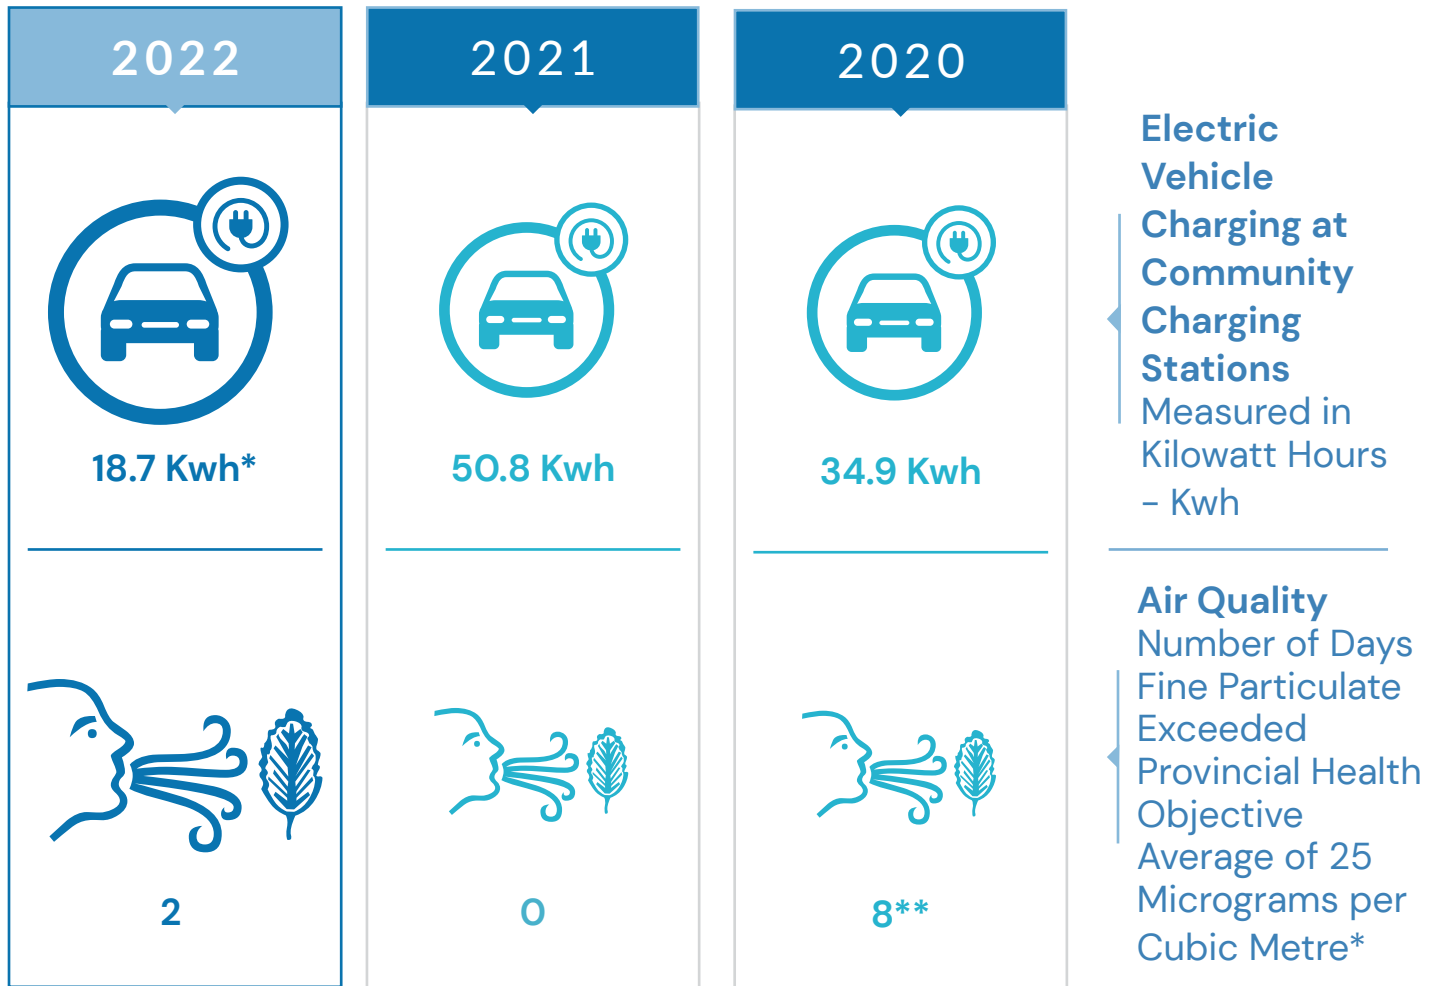 2022
2021
2020
Electric
Vehicle
Charging at
Community
Charging
Stations
Measured in
Kilowatt Hours
– Kwh
18.7 Kwh*
50.8 Kwh
34.9 Kwh
Air Quality
Number of Days
Fine Particulate
Exceeded
Provincial Health
Objective
Average of 25
Micrograms per
Cubic Metre*
2
0
8**